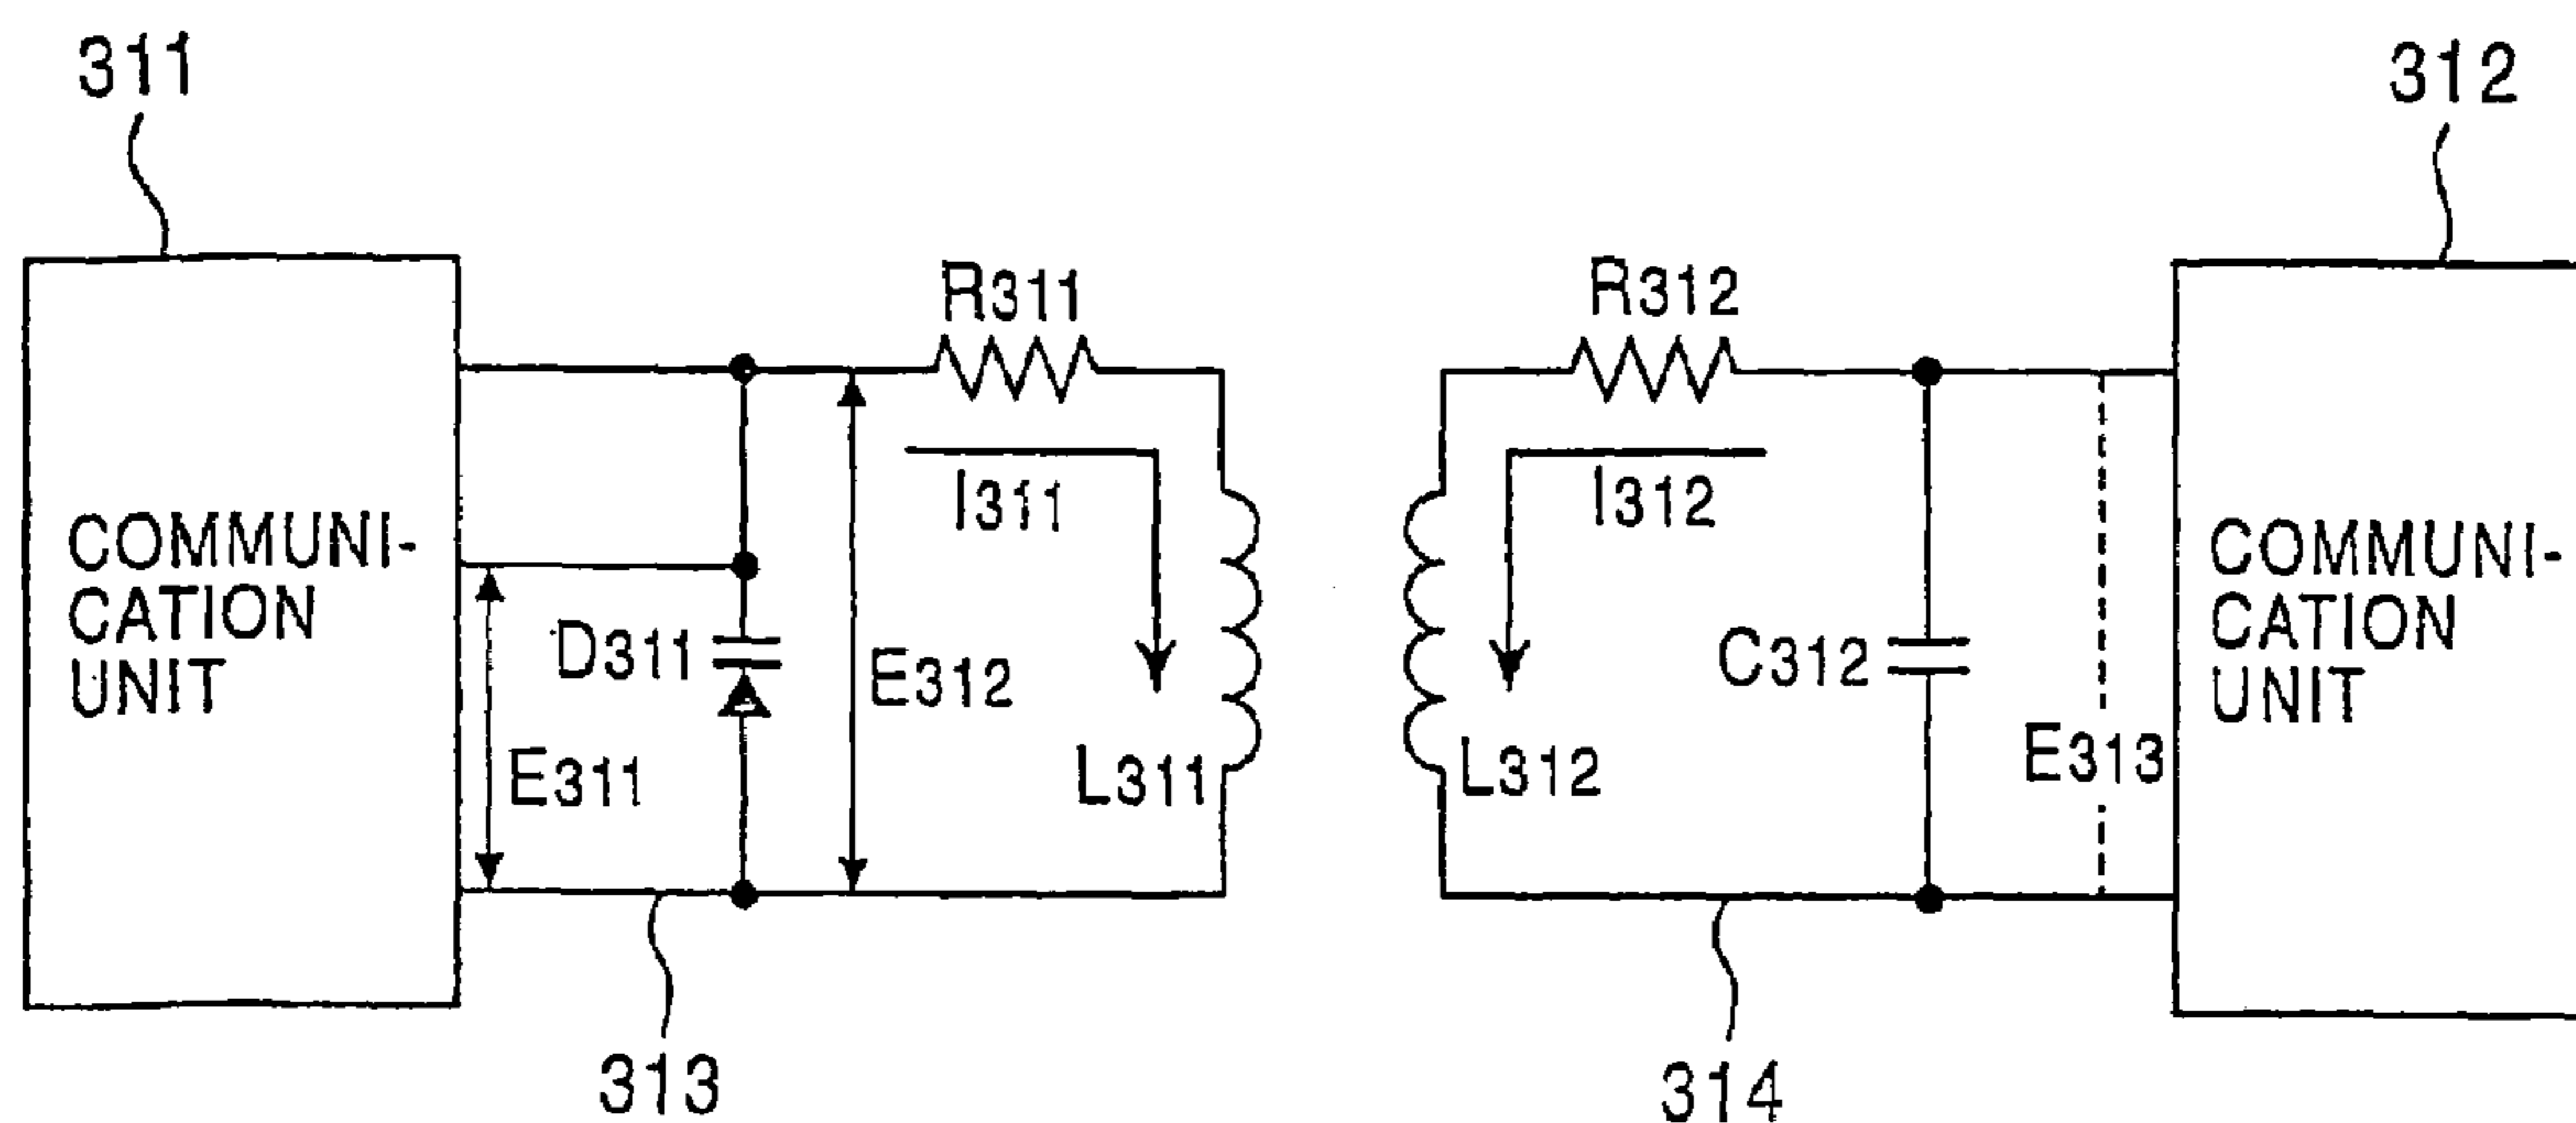 311
312
R311
R312
I311
I312
COMMUNI-
CATION
UNIT
D311
E312
E311
L311
L312
C312
E313
COMMUNI-
CATION
UNIT
313
314